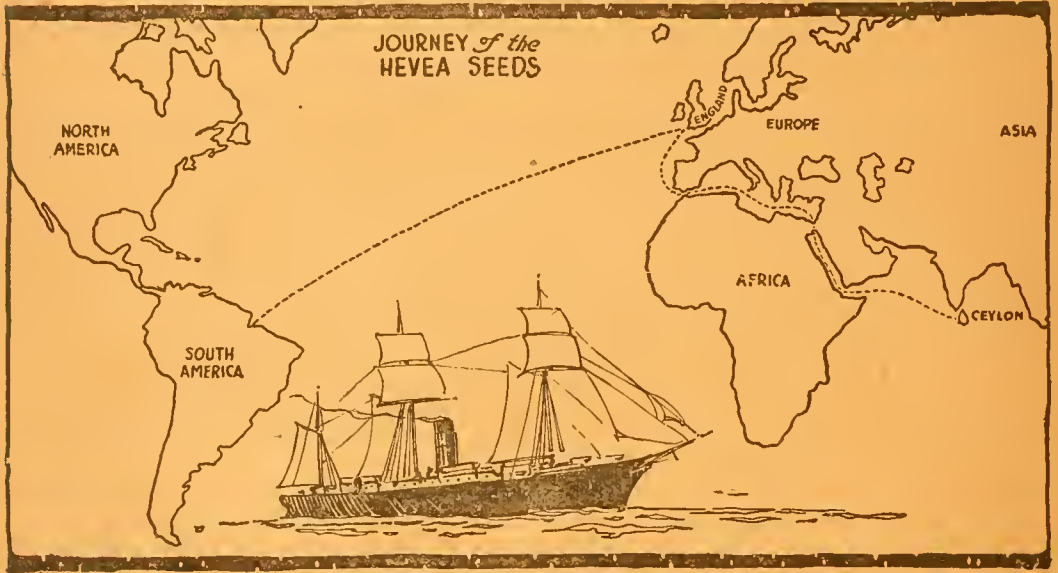 JOURNEY of the
HEVEA SEEDS
NORTH
AMERICA
ENGLAND
EUROPE
ASIA
AFRICA
CEYLON
SOUTH
AMERICA